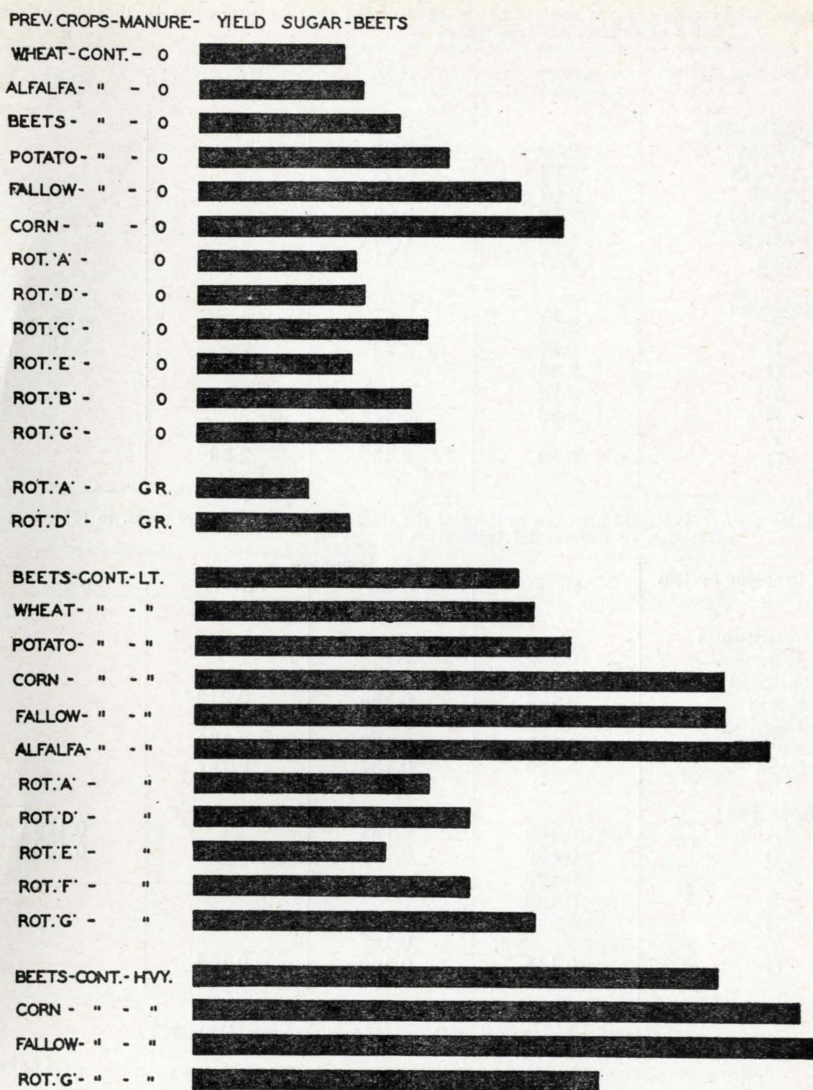 PREV. CROPS-MANURE- YIELD SUGAR-BEETS
WHEAT-CONT.- O
ALFALFA- " - O
BEETS - " - O
POTATO- " - O
FALLOW- " - O
CORN - " - O
ROT.'A' - O
ROT.'D' - O
ROT.'C' - O
ROT.'E' - O
ROT.'B' - O
ROT.'G' - O
ROT.'A' - GR.
ROT.'D' - GR.
BEETS-CONT.-LT.
WHEAT- " - "
POTATO- " - "
CORN - " - "
FALLOW- " - "
ALFALFA- " - "
ROT.'A' - "
ROT.'D' - "
ROT.'E' - "
ROT.'F' - "
ROT.'G' - "
BEETS-CONT.-H'VY.
CORN - " - "
FALLOW- " - "
ROT.'G'- " - "